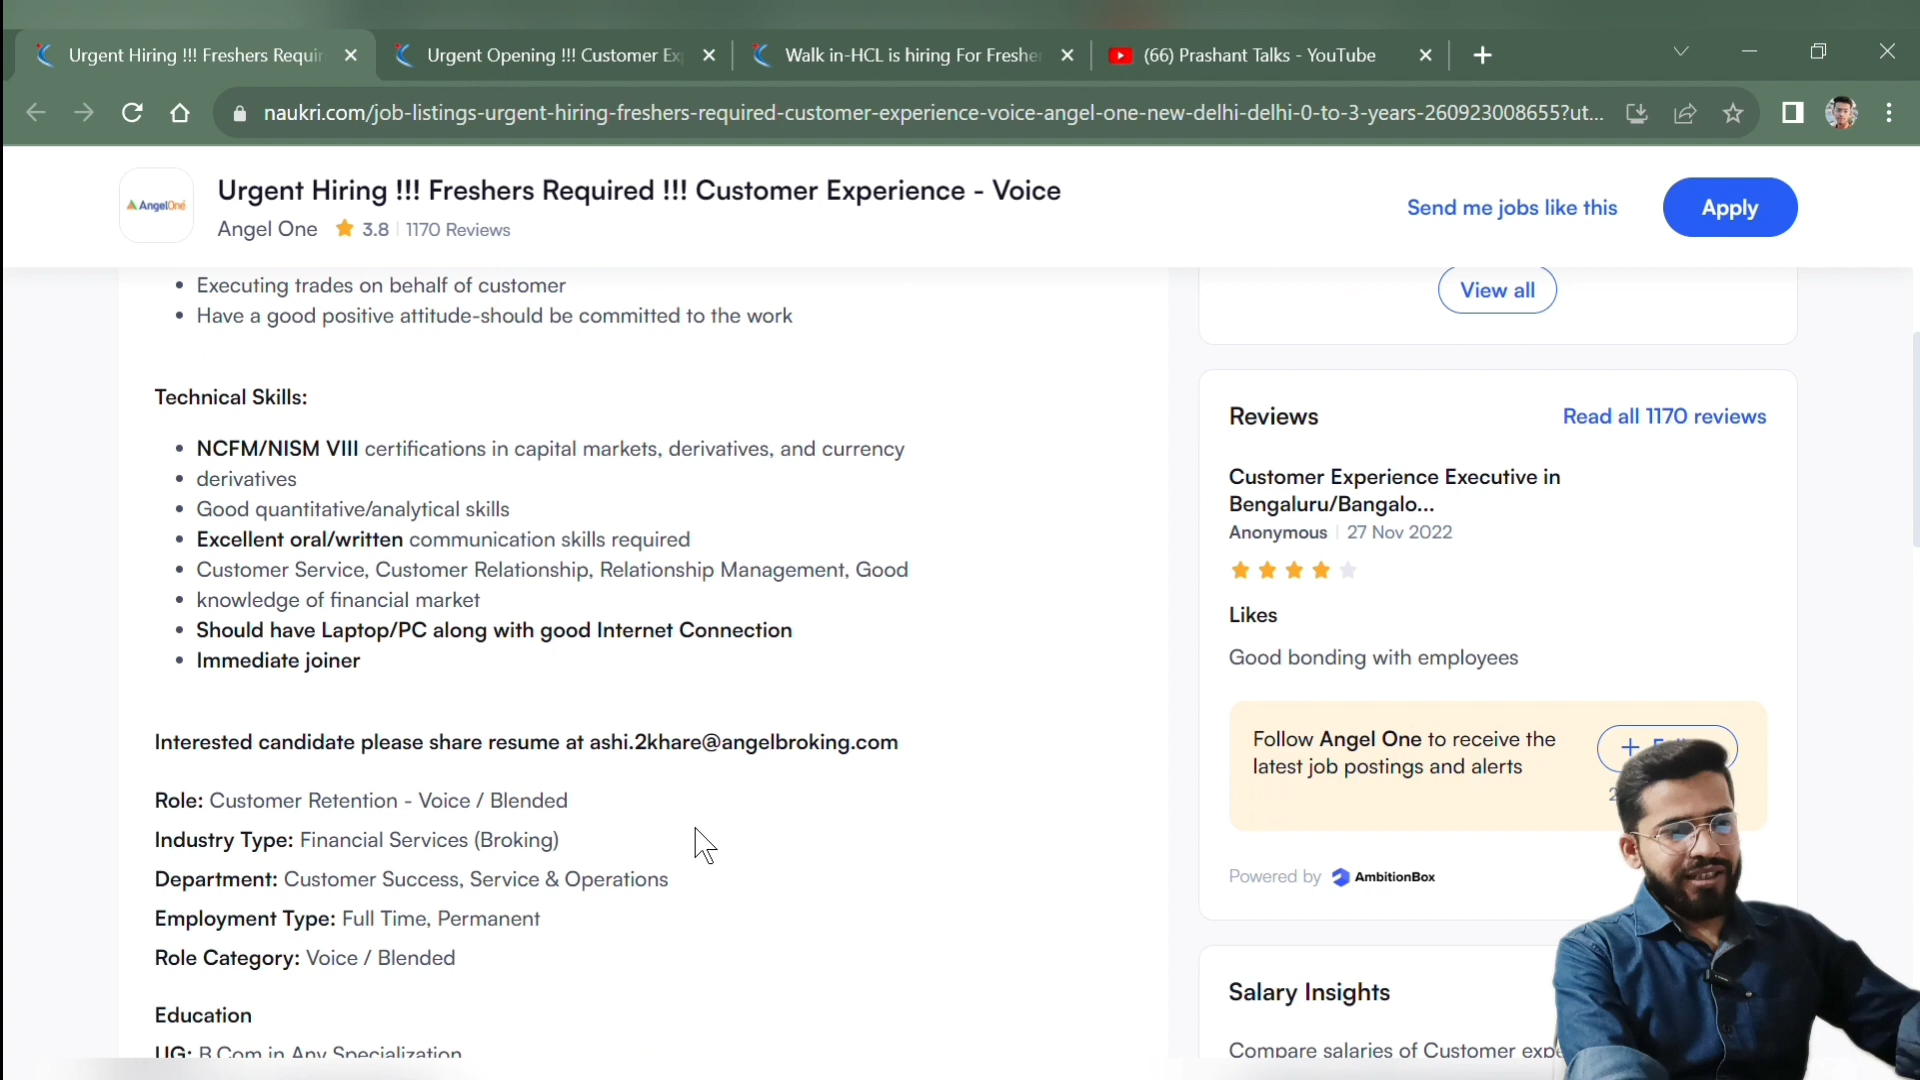 Urgent Hiring !!! Freshers Requir
Urgent Opening !!! Customer Ex
Walk in-HCL is hiring For Freshe
(66) Prashant Talks - YouTube
naukri.com/job-listings-urgent-hiring-freshers-required-customer-experience-voice-angel-one-new-delhi-delhi-0-to-3-years-260923008655?ut...
AngelOne
Urgent Hiring !!! Freshers Required !!! Customer Experience - Voice
Angel One 3.8 1170 Reviews
Send me jobs like this
Apply
• Executing trades on behalf of customer
• Have a good positive attitude-should be committed to the work
Technical Skills:
• NCFM/NISM VIII certifications in capital markets, derivatives, and currency
• derivatives
• Good quantitative/analytical skills
• Excellent oral/written communication skills required
• Customer Service, Customer Relationship, Relationship Management, Good
• knowledge of financial market
• Should have Laptop/PC along with good Internet Connection
• Immediate joiner
Interested candidate please share resume at ashi.2khare@angelbroking.com
Role: Customer Retention - Voice / Blended
Industry Type: Financial Services (Broking)
Department: Customer Success, Service & Operations
Employment Type: Full Time, Permanent
Role Category: Voice / Blended
Education
UG: B.Com in Any Specialization
View all
Reviews
Read all 1170 reviews
Customer Experience Executive in
Bengaluru/Bangalo...
Anonymous 27 Nov 2022
Likes
Good bonding with employees
Follow Angel One to receive the
latest job postings and alerts
Powered by AmbitionBox
Salary Insights
Compare salaries of Customer expe